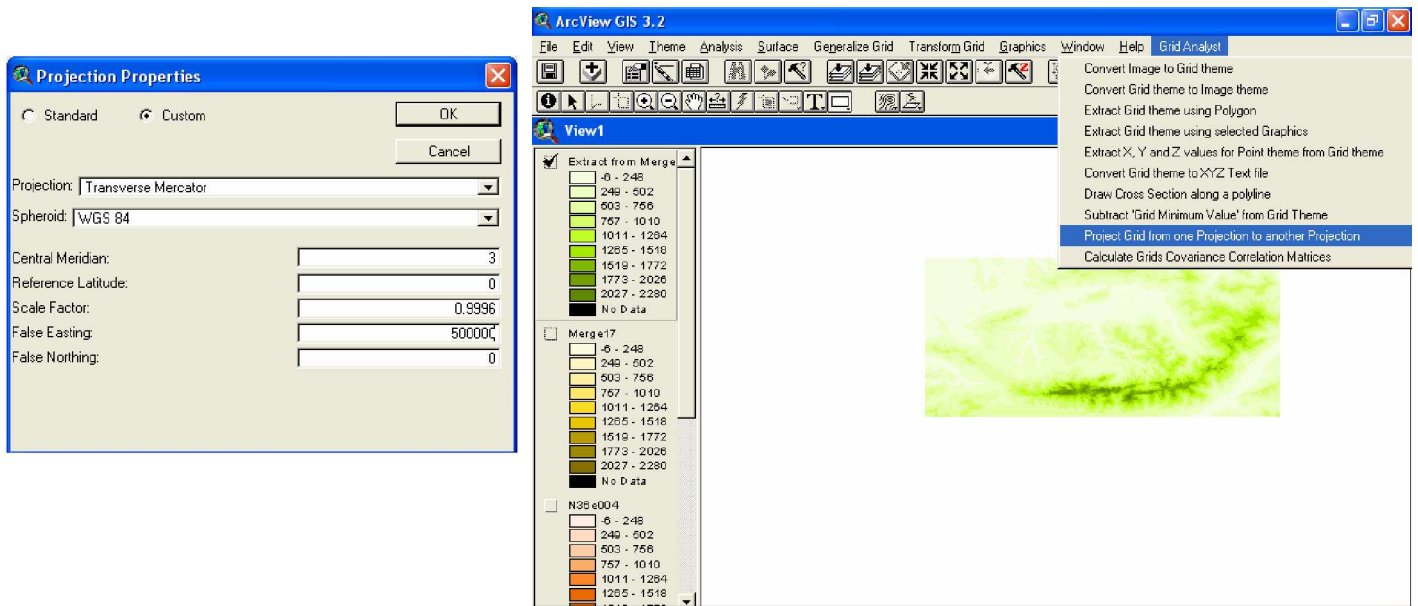 Projection Properties
Standard Custom OK
Cancel
Projection: Transverse Mercator
Spheroid: WGS 84
Central Meridian: 3
Reference Latitude: 0
Scale Factor: 0.9996
False Easting: 500000
False Northing: 0
ArcView GIS 3.2
File Edit View Theme Analysis Surface Generalize Grid Transform Grid Graphics Window Help Grid Analyst
Convert Image to Grid theme
Convert Grid theme to Image theme
Extract Grid theme using Polygon
Extract Grid theme using selected Graphics
Extract X, Y and Z values for Point theme from Grid theme
Convert Grid theme to XYZ Text file
Draw Cross Section along a polyline
Subtract 'Grid Minimum Value' from Grid Theme
Project Grid from one Projection to another Projection
Calculate Grids Covariance Correlation Matrices
View1
Extract from Merge
-6 - 248
249 - 502
503 - 756
757 - 1010
1011 - 1264
1265 - 1518
1519 - 1772
1773 - 2026
2027 - 2280
No Data
Merge17
-6 - 248
249 - 502
503 - 756
757 - 1010
1011 - 1264
1265 - 1518
1519 - 1772
1773 - 2026
2027 - 2280
No Data
N36e004
-6 - 248
249 - 502
503 - 756
757 - 1010
1011 - 1264
1265 - 1518